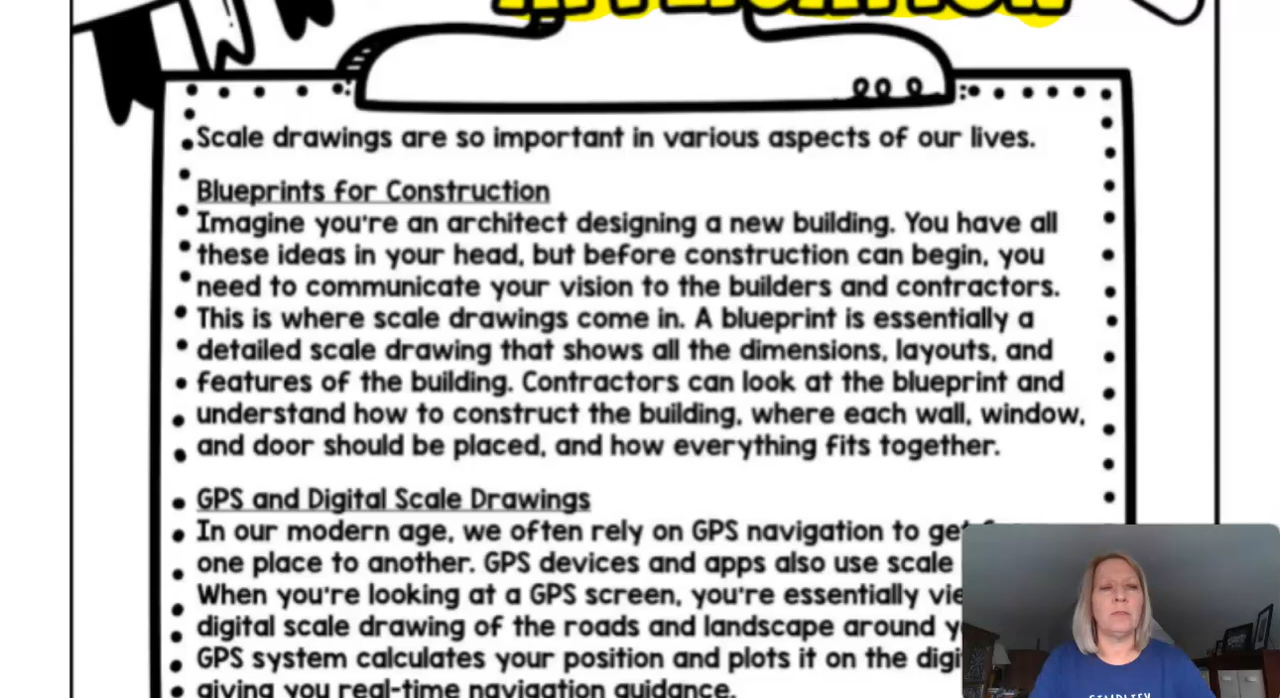 Scale drawings are so important in various aspects of our lives.
Blueprints for Construction
Imagine you're an architect designing a new building. You have all
these ideas in your head, but before construction can begin, you
need to communicate your vision to the builders and contractors.
This is where scale drawings come in. A blueprint is essentially a
detailed scale drawing that shows all the dimensions, layouts, and
features of the building. Contractors can look at the blueprint and
understand how to construct the building, where each wall, window,
and door should be placed, and how everything fits together.
GPS and Digital Scale Drawings
In our modern age, we often rely on GPS navigation to get
one place to another. GPS devices and apps also use scale
When you're looking at a GPS screen, you're essentially
digital scale drawing of the roads and landscape around
GPS system calculates your position and plots it on the
giving you real-time navigation guidance.